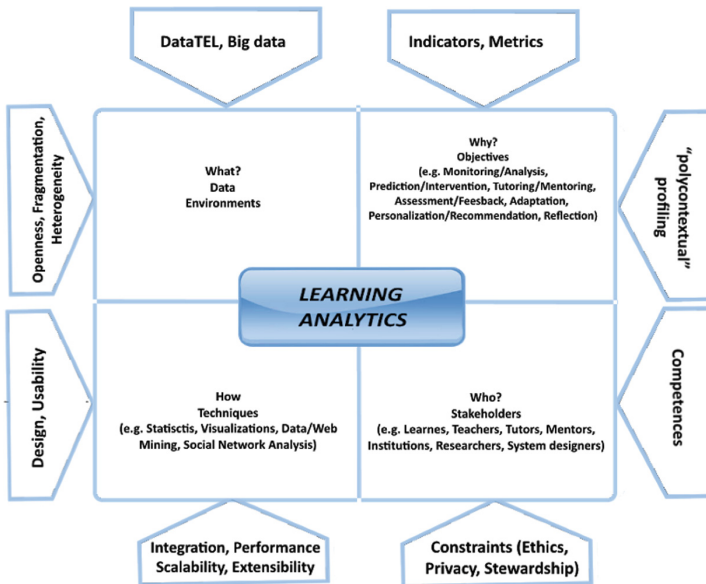 DataTEL, Big data
Indicators, Metrics
Openness, Fragmentation,
Heterogeneity
What?
Data
Environments
Why?
Objectives
(e.g. Monitoring/Analysis,
Prediction/Intervention, Tutoring/Mentoring,
Assessment/Feesback, Adaptation,
Personalization/Recommendation, Reflection)
“polycontextual”
profiling
LEARNING
ANALYTICS
Design, Usability
How
Techniques
(e.g. Statisctis, Visualizations, Data/Web
Mining, Social Network Analysis)
Who?
Stakeholders
(e.g. Learnes, Teachers, Tutors, Mentors,
Institutions, Researchers, System designers)
Competences
Integration, Performance
Scalability, Extensibility
Constraints (Ethics,
Privacy, Stewardship)